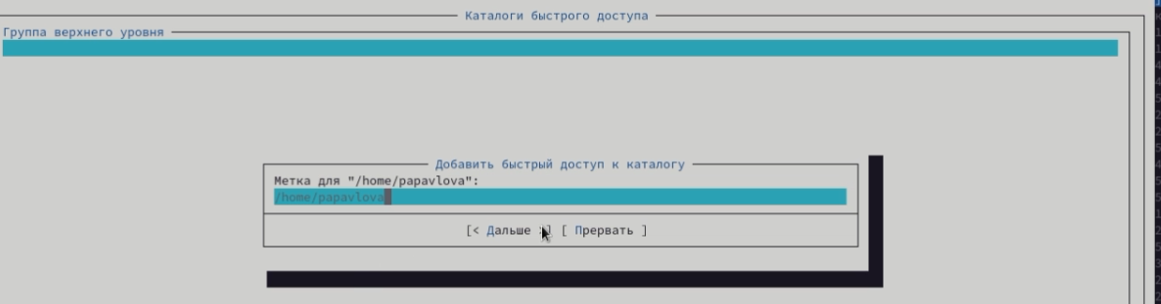 Каталоги быстрого доступа
Группа верхнего уровня
Добавить быстрый доступ к каталогу
Метка для "/home/papavlova":
/home/papavlova
[< Дальше >] [ Прервать ]